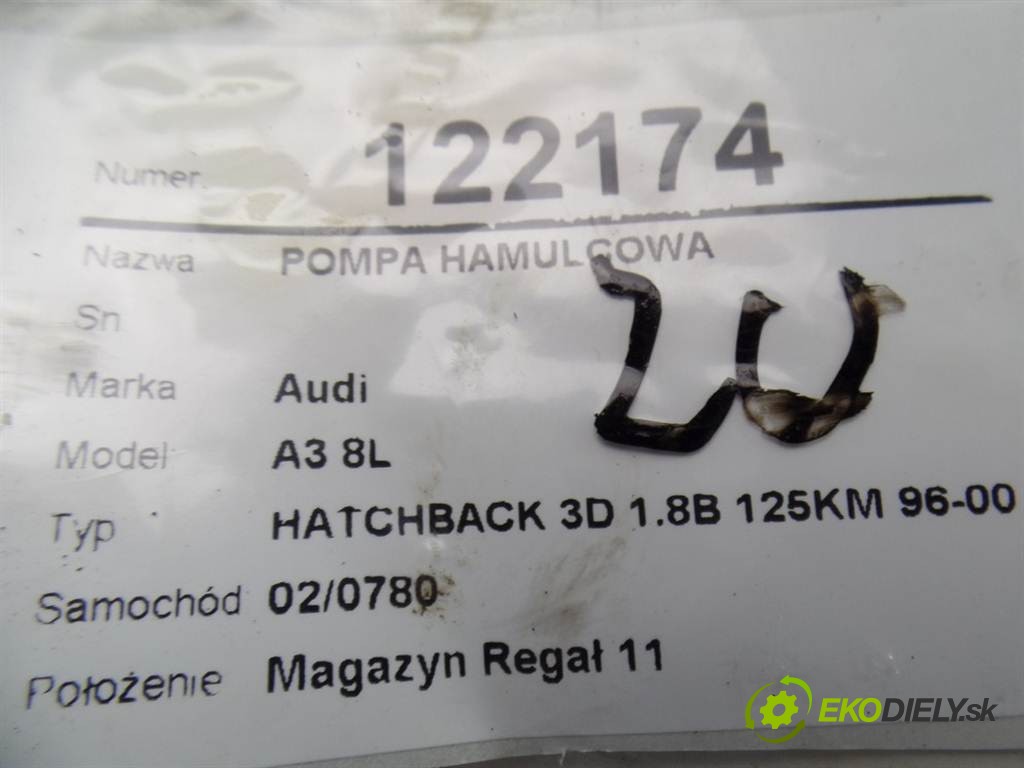 Numer. 122174
Nazwa POMPA HAMULCOWA
Sn
Marka Audi
Model A3 8L
Typ HATCHBACK 3D 1.8B 125KM 96-00
Samochód 02/0780
Położenie Magazyn Regał 11
EKODIELY.sk